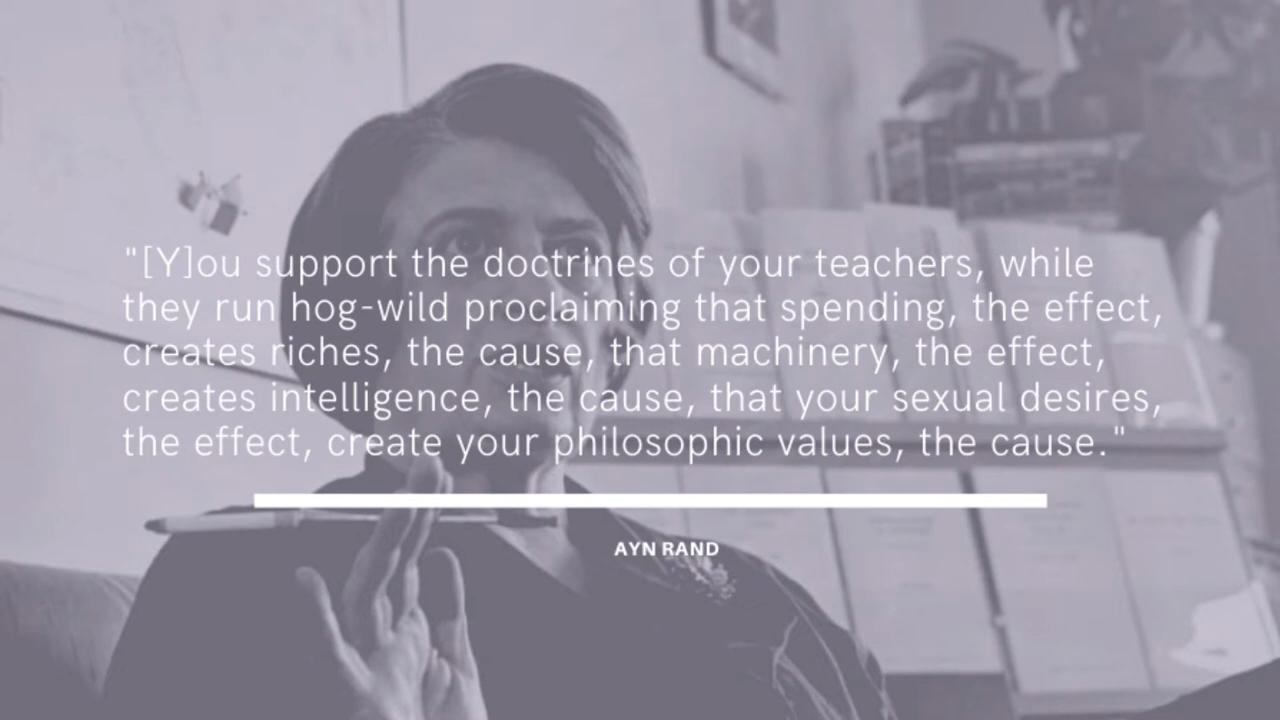 "[Y]ou support the doctrines of your teachers, while
they run hog-wild proclaiming that spending, the effect,
creates riches, the cause, that machinery, the effect,
creates intelligence, the cause, that your sexual desires,
the effect, create your philosophic values, the cause."
AYN RAND